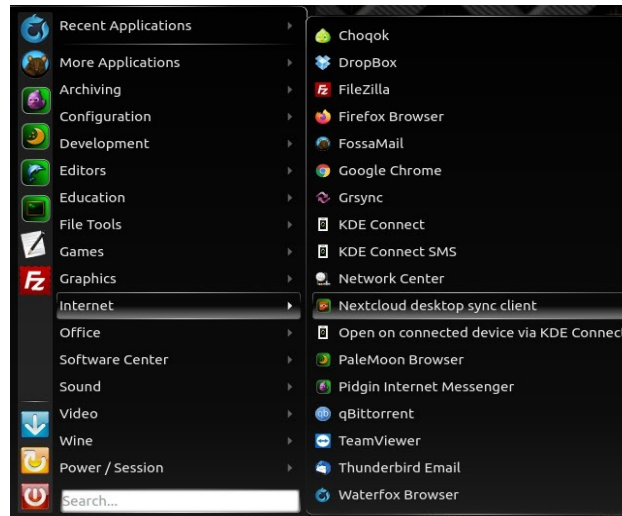 Recent Applications
More Applications
Archiving
Configuration
Development
Editors
Education
File Tools
Games
Graphics
Internet
Office
Software Center
Sound
Video
Wine
Power / Session
Search...
Choqok
DropBox
FileZilla
Firefox Browser
FossaMail
Google Chrome
Grsync
KDE Connect
KDE Connect SMS
Network Center
Nextcloud desktop sync client
Open on connected device via KDE Connect
PaleMoon Browser
Pidgin Internet Messenger
qBittorrent
TeamViewer
Thunderbird Email
Waterfox Browser
Fz
Fz
qb